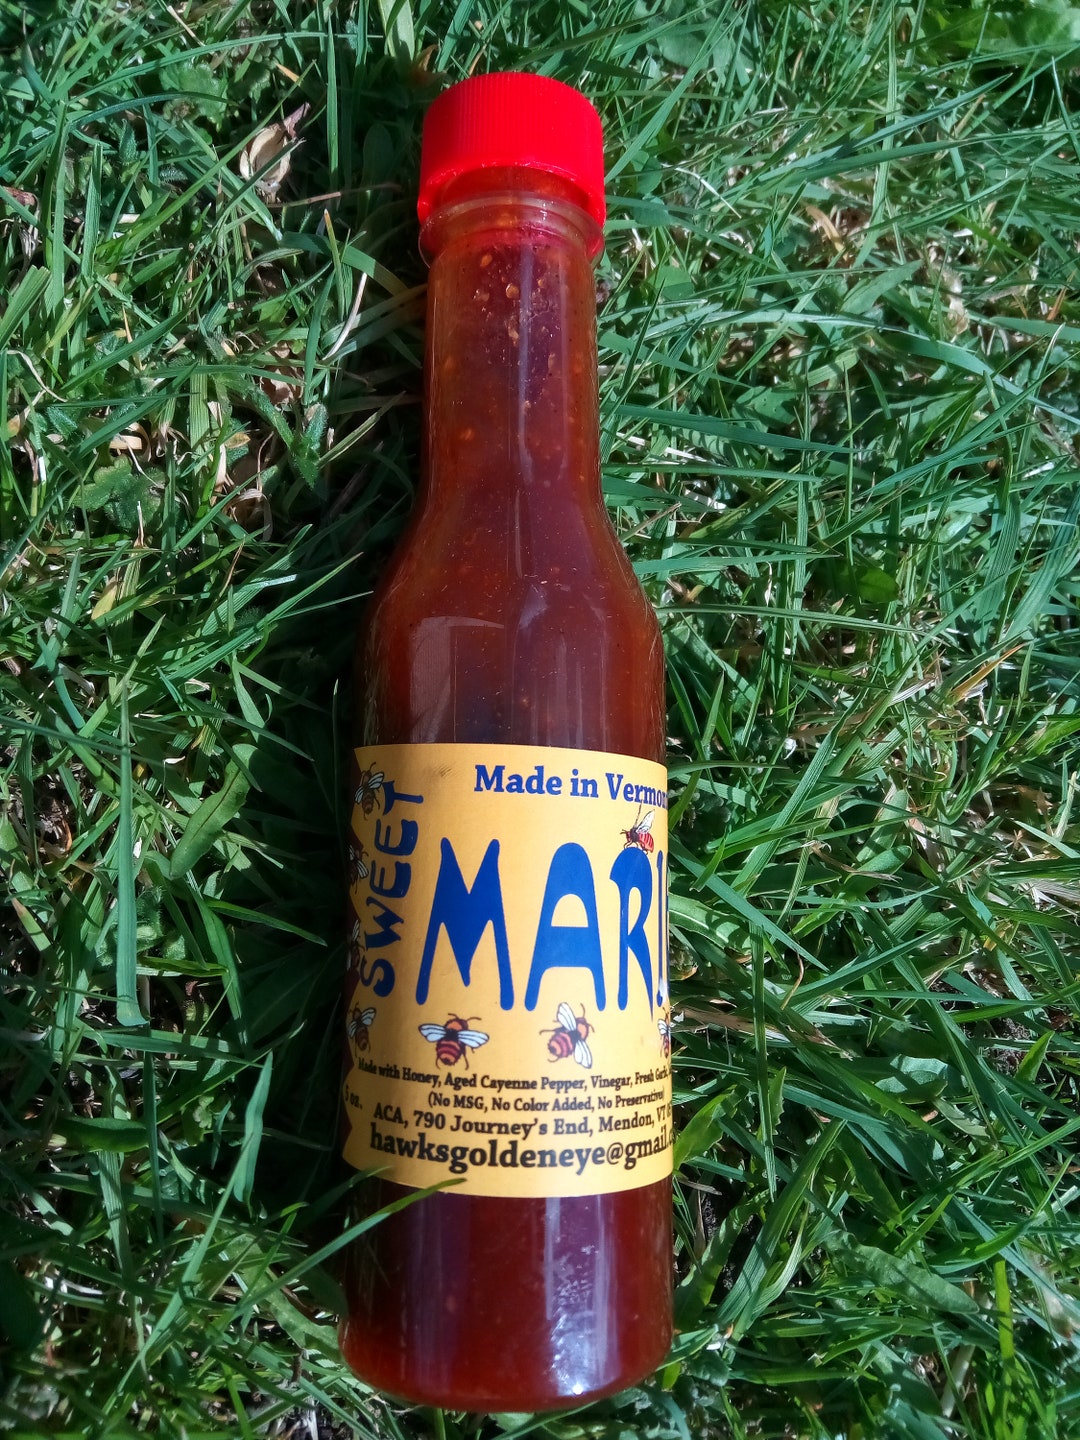 Made in Vermon
SWEET
MARI
Made with Honey, Aged Cayenne Pepper, Vinegar, Fresh Garlic,
(No MSG, No Color Added, No Preservatives)
5 oz. ACA, 790 Journey's End, Mendon, VT
hawksgoldeneye@gmail.c